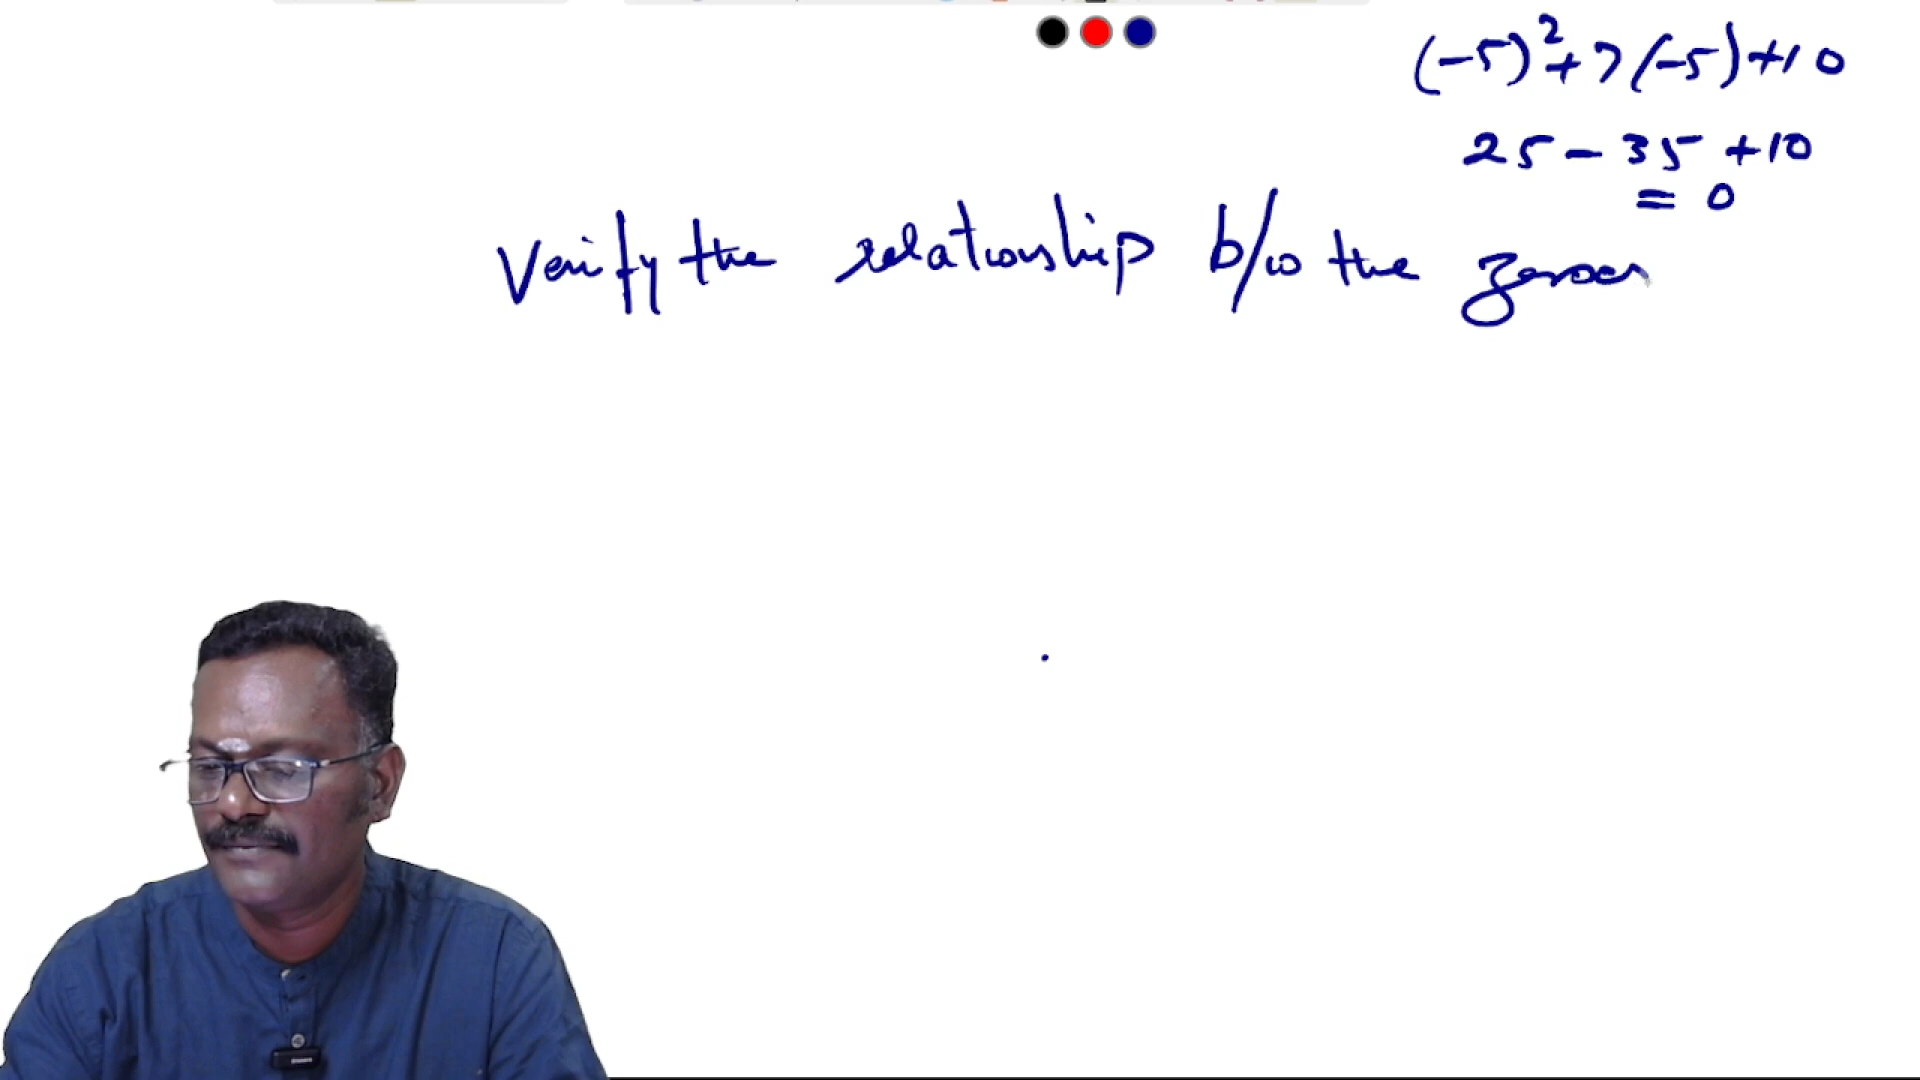 (-5)²+7(-5)+10
25-35+10
= 0
Verify the relationship b/w the zeroes